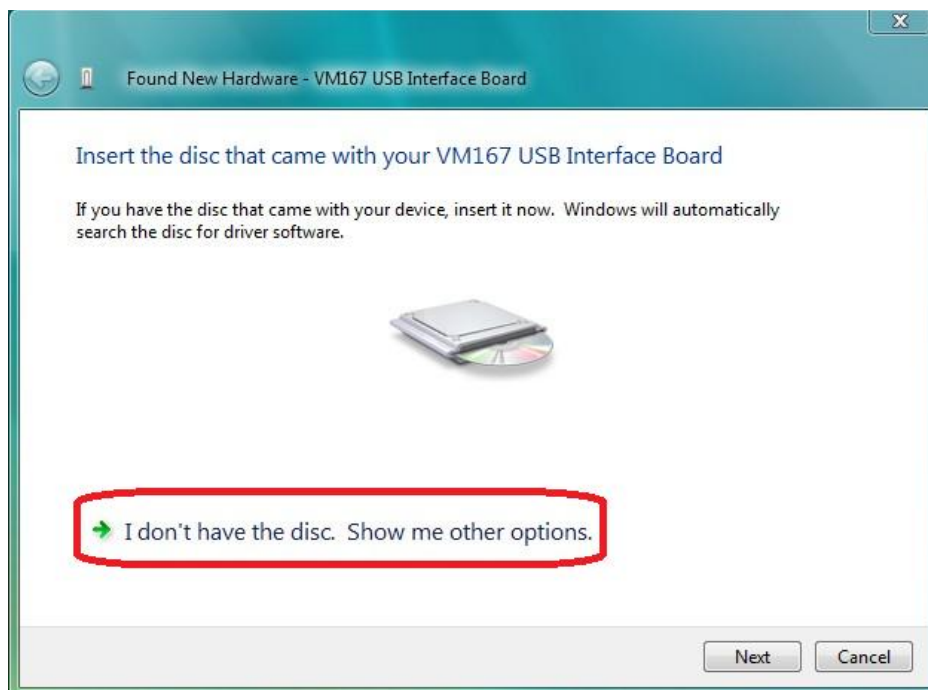 Found New Hardware - VM167 USB Interface Board
Insert the disc that came with your VM167 USB Interface Board
If you have the disc that came with your device, insert it now.  Windows will automatically
search the disc for driver software.
I don't have the disc.  Show me other options.
Next Cancel